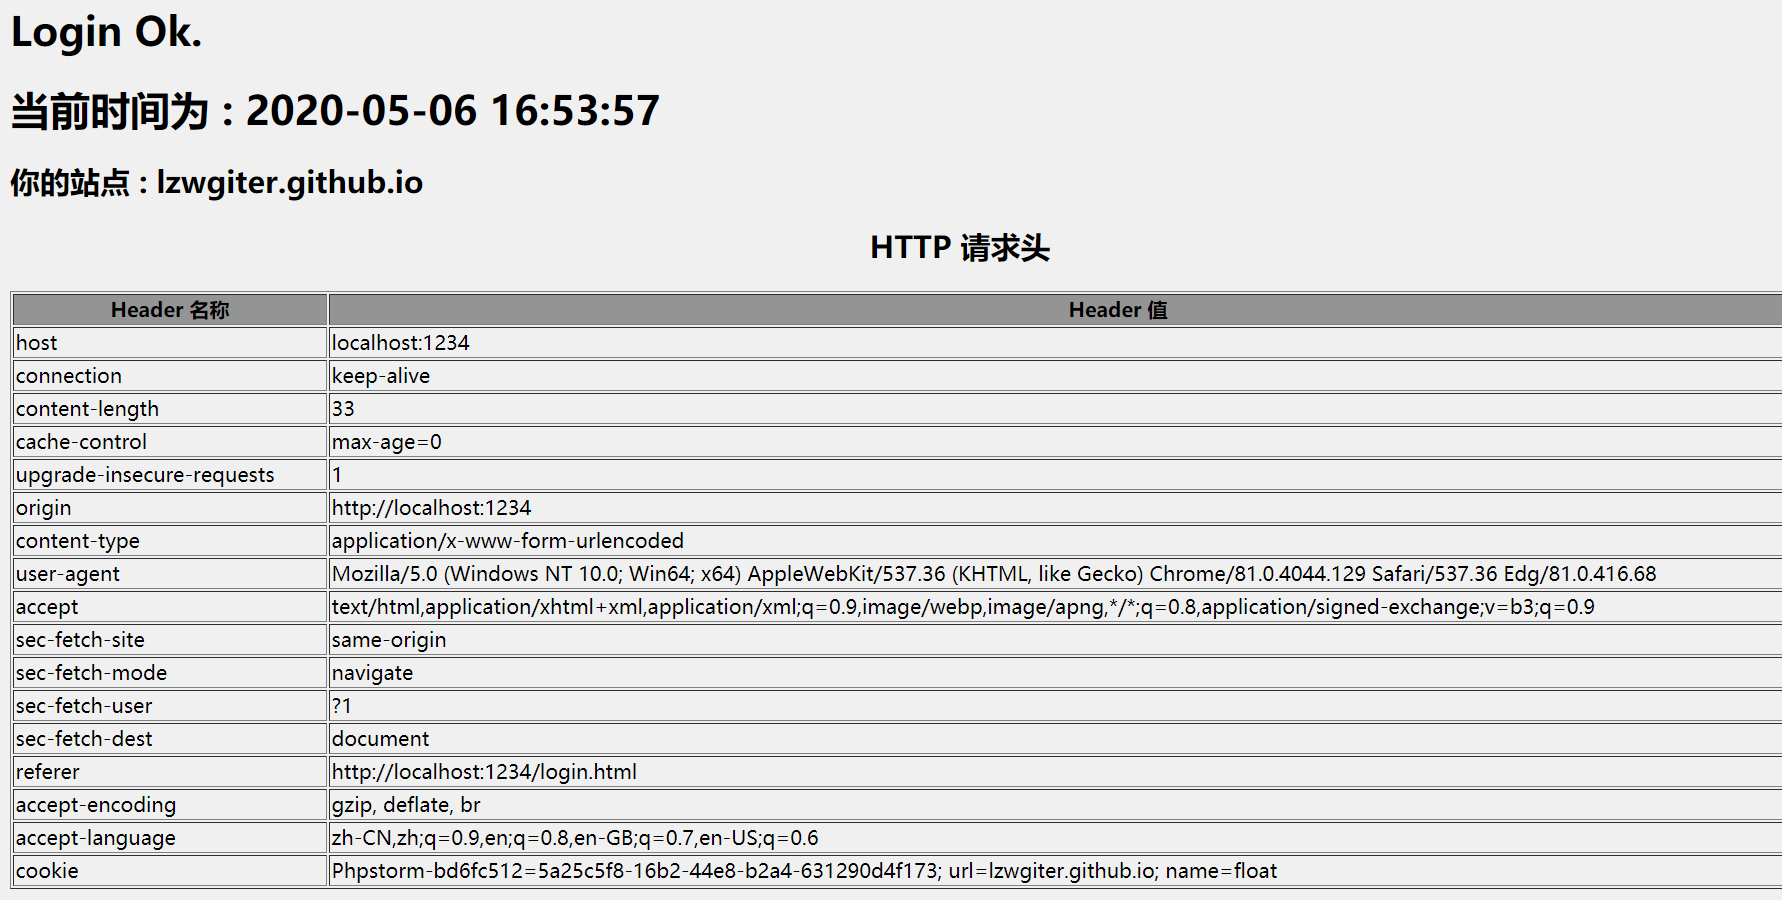 Login Ok.
当前时间为 : 2020-05-06 16:53:57
你的站点 : lzwgiter.github.io
HTTP 请求头
Header 名称 Header 值
host localhost:1234
connection keep-alive
content-length 33
cache-control max-age=0
upgrade-insecure-requests 1
origin http://localhost:1234
content-type application/x-www-form-urlencoded
user-agent Mozilla/5.0 (Windows NT 10.0; Win64; x64) AppleWebKit/537.36 (KHTML, like Gecko) Chrome/81.0.4044.129 Safari/537.36 Edg/81.0.416.68
accept text/html,application/xhtml+xml,application/xml;q=0.9,image/webp,image/apng,*/*;q=0.8,application/signed-exchange;v=b3;q=0.9
sec-fetch-site same-origin
sec-fetch-mode navigate
sec-fetch-user ?1
sec-fetch-dest document
referer http://localhost:1234/login.html
accept-encoding gzip, deflate, br
accept-language zh-CN,zh;q=0.9,en;q=0.8,en-GB;q=0.7,en-US;q=0.6
cookie Phpstorm-bd6fc512=5a25c5f8-16b2-44e8-b2a4-631290d4f173; url=lzwgiter.github.io; name=float